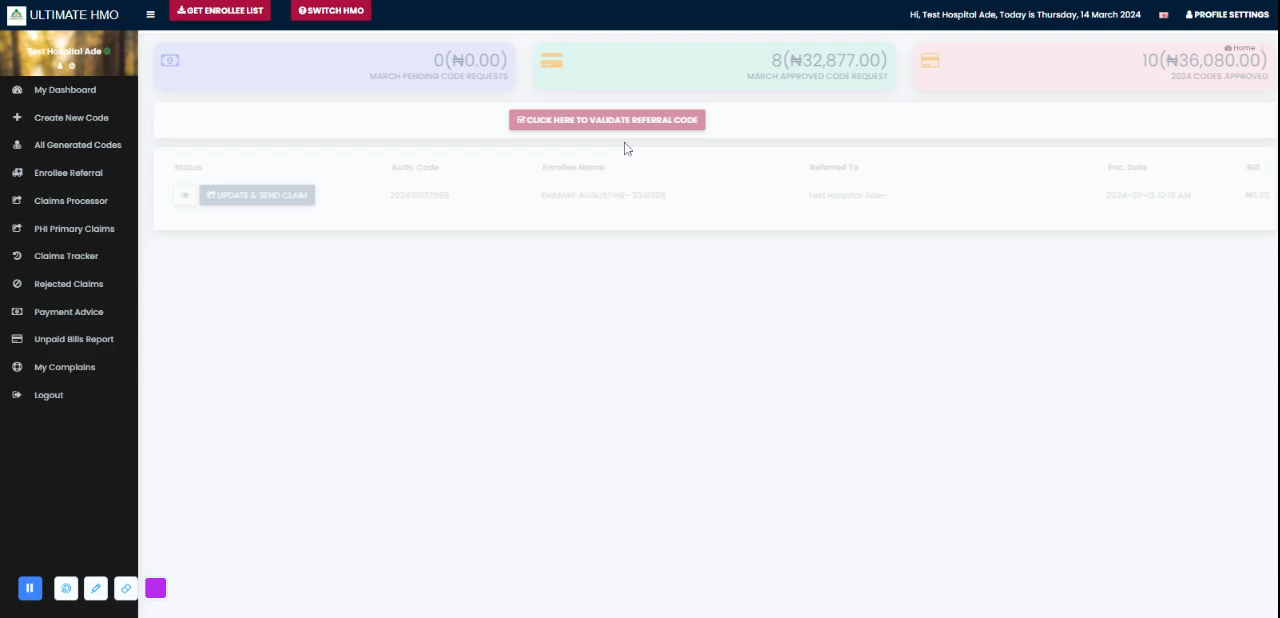 ULTIMATE HMO
GET ENROLLEE LIST
SWITCH HMO
Hi, Test Hospital Ade, Today is Thursday, 14 March 2024
PROFILE SETTINGS
Test Hospital Ade
My Dashboard
Create New Code
All Generated Codes
Enrollee Referral
Claims Processor
PHI Primary Claims
Claims Tracker
Rejected Claims
Payment Advice
Unpaid Bills Report
My Complains
Logout
Home
0(₦0.00)
MARCH PENDING CODE REQUESTS
8(₦32,877.00)
MARCH APPROVED CODE REQUEST
10(₦36,080.00)
2024 CODES APPROVED
CLICK HERE TO VALIDATE REFERRAL CODE
Status Auth. Code Enrollee Name Referred To Enc. Date Bill
UPDATE & SEND CLAIM 202403137598 EHIMARE AUGUSTINE- 3341306 Test Hospital Ade- 2024-03-13 10:18 AM ₦0.00